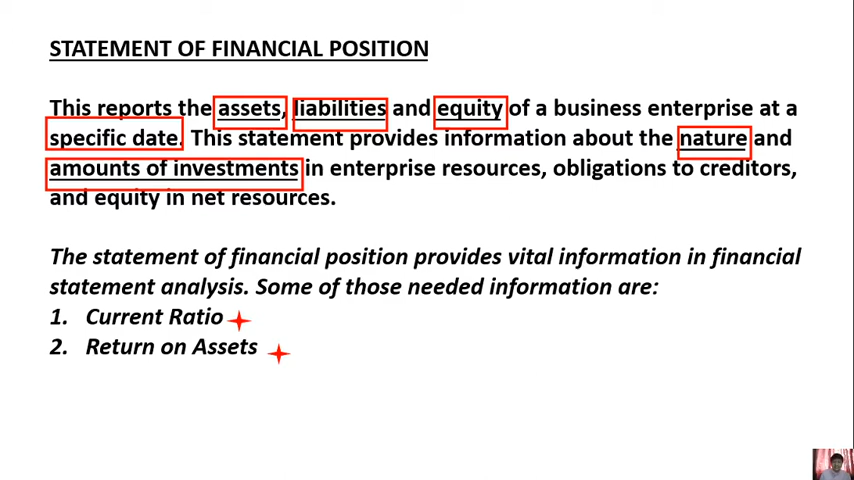 STATEMENT OF FINANCIAL POSITION
This reports the assets, liabilities and equity of a business enterprise at a
specific date. This statement provides information about the nature and
amounts of investments in enterprise resources, obligations to creditors,
and equity in net resources.
The statement of financial position provides vital information in financial
statement analysis. Some of those needed information are:
1. Current Ratio
2. Return on Assets